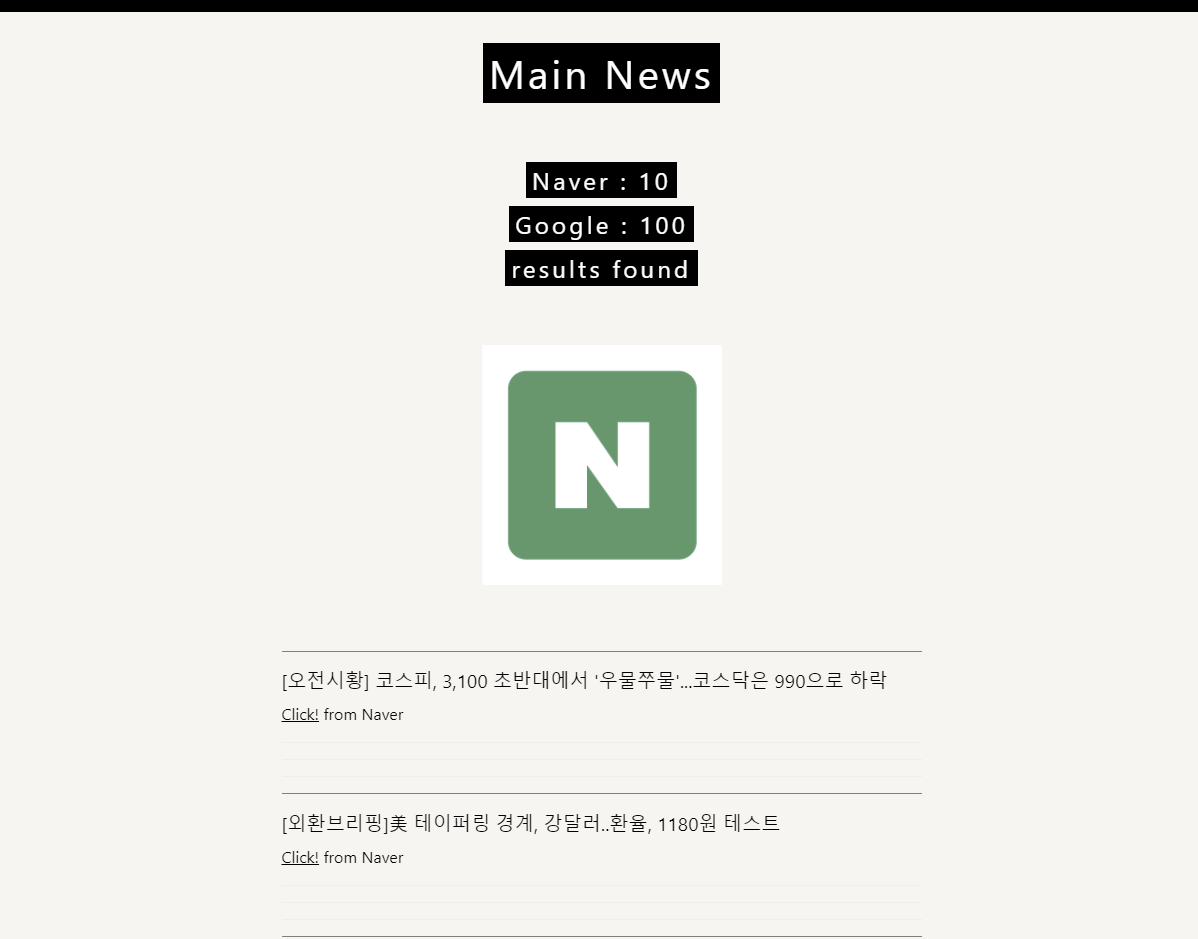 Main News
Naver : 10
Google : 100
results found
N
[오전시황] 코스피, 3,100 초반대에서 '우물쭈물'...코스닥은 990으로 하락
Click! from Naver
[외환브리핑]美 테이퍼링 경계, 강달러..환율, 1180원 테스트
Click! from Naver